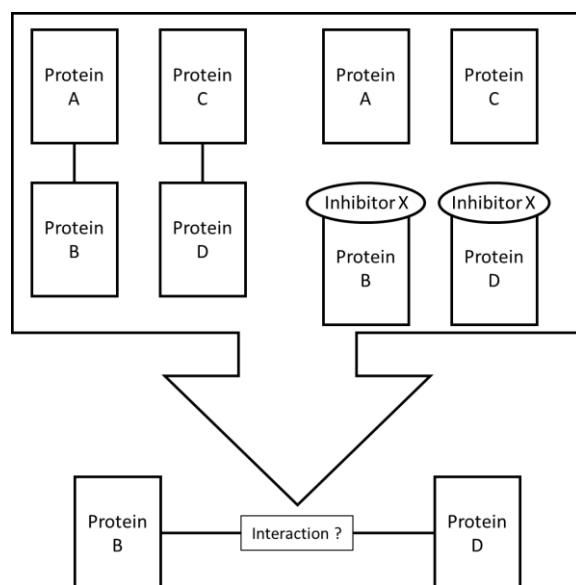 Protein
A
Protein
C
Protein
A
Protein
C
Protein
B
Protein
D
Inhibitor X
Protein
B
Inhibitor X
Protein
D
Protein
B
Interaction ?
Protein
D